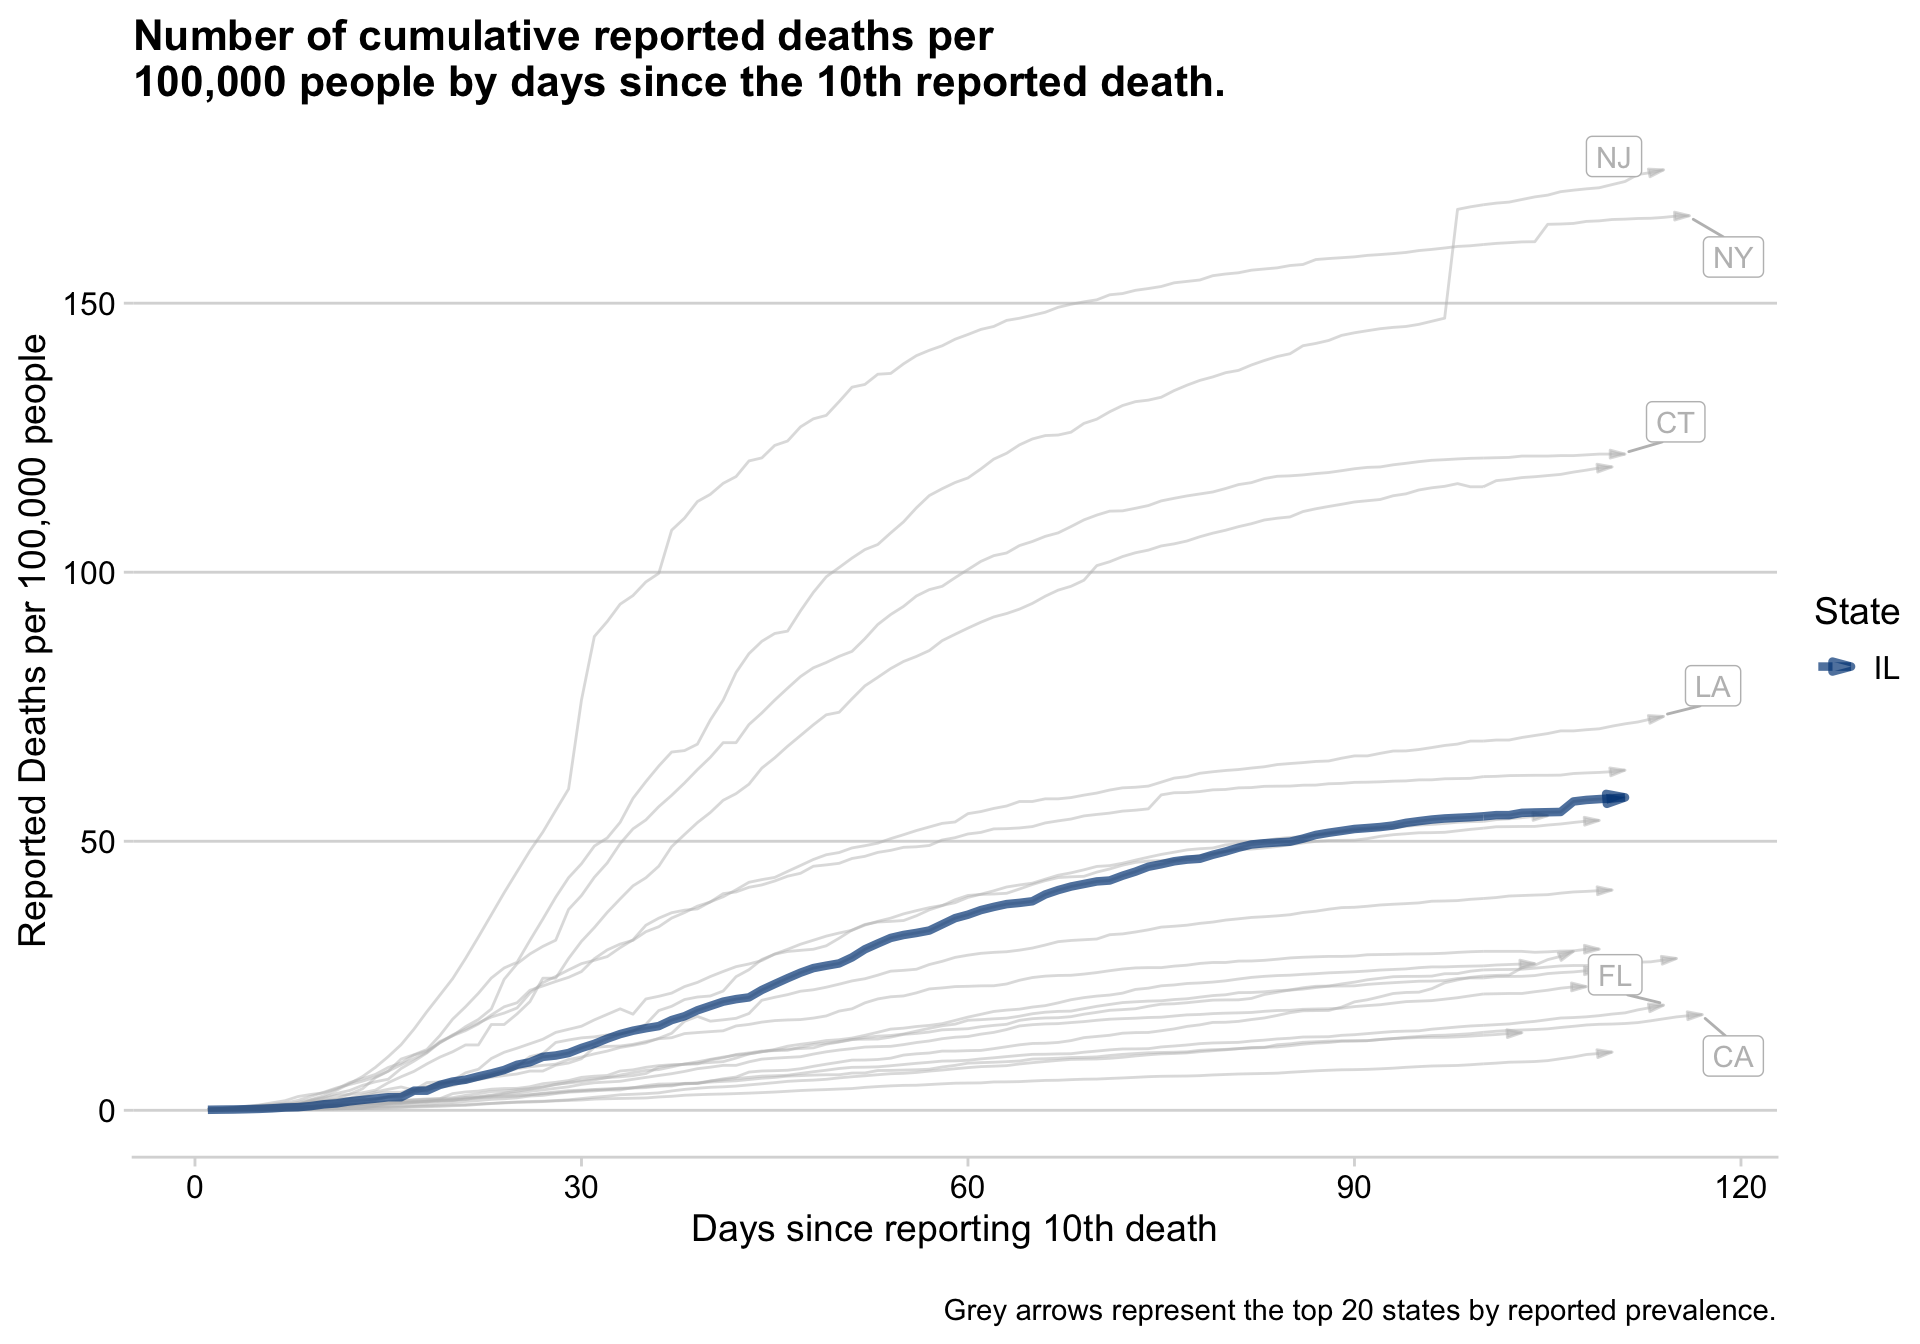 Number of cumulative reported deaths per
100,000 people by days since the 10th reported death.
NJ
NY
CT
LA
FL
CA
Reported Deaths per 100,000 people
150
100
50
0
0 30 60 90 120
Days since reporting 10th death
State
IL
Grey arrows represent the top 20 states by reported prevalence.